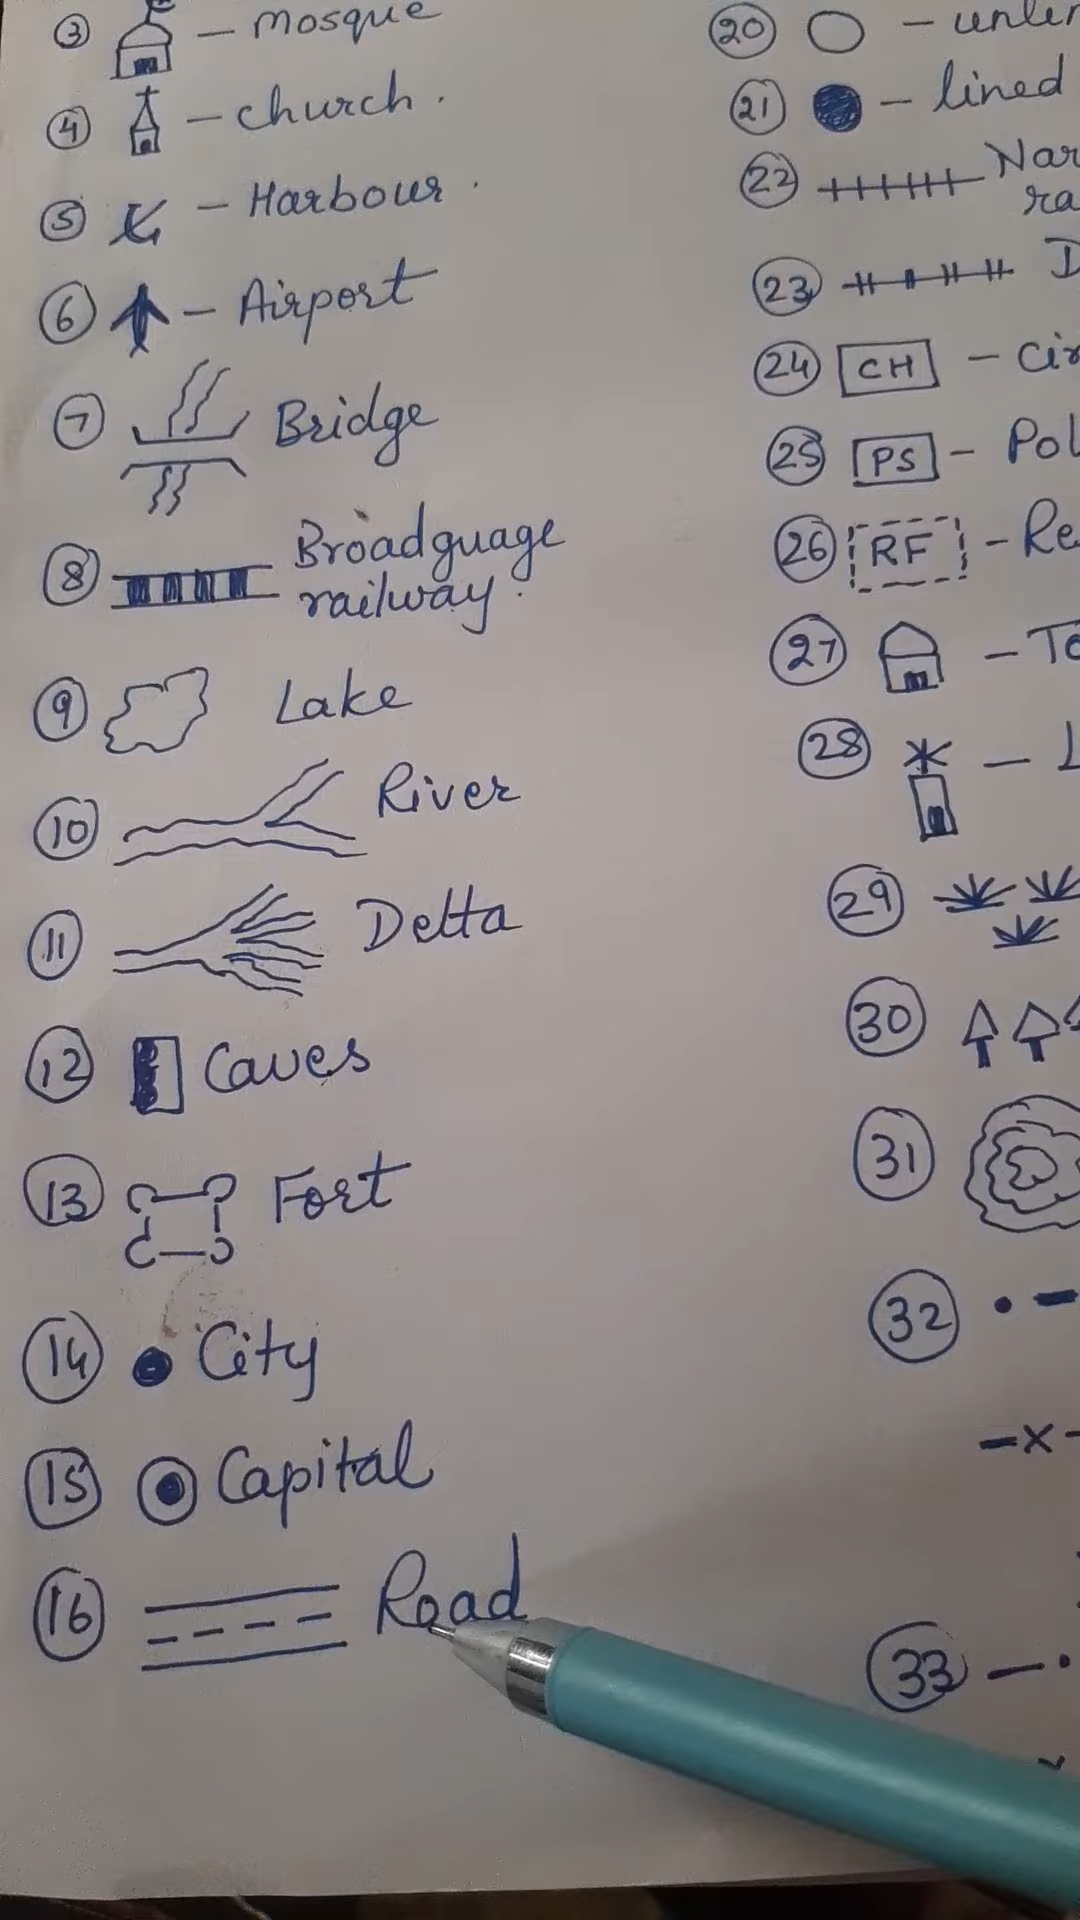 ③ – mosque
④ – church.
⑤ – Harbour.
⑥ – Airport
⑦ Bridge
⑧ Broadguage
railway.
⑨ Lake
⑩ River
⑪ Delta
⑫ Caves
⑬ Fort
⑭ City
⑮ Capital
⑯ Road
⑳ –
㉑ – lined
㉒
㉓
㉔ CH –
㉕ PS –
㉖ RF –
㉗ –
㉘ –
㉙
㉚
㉛
㉜
㉝